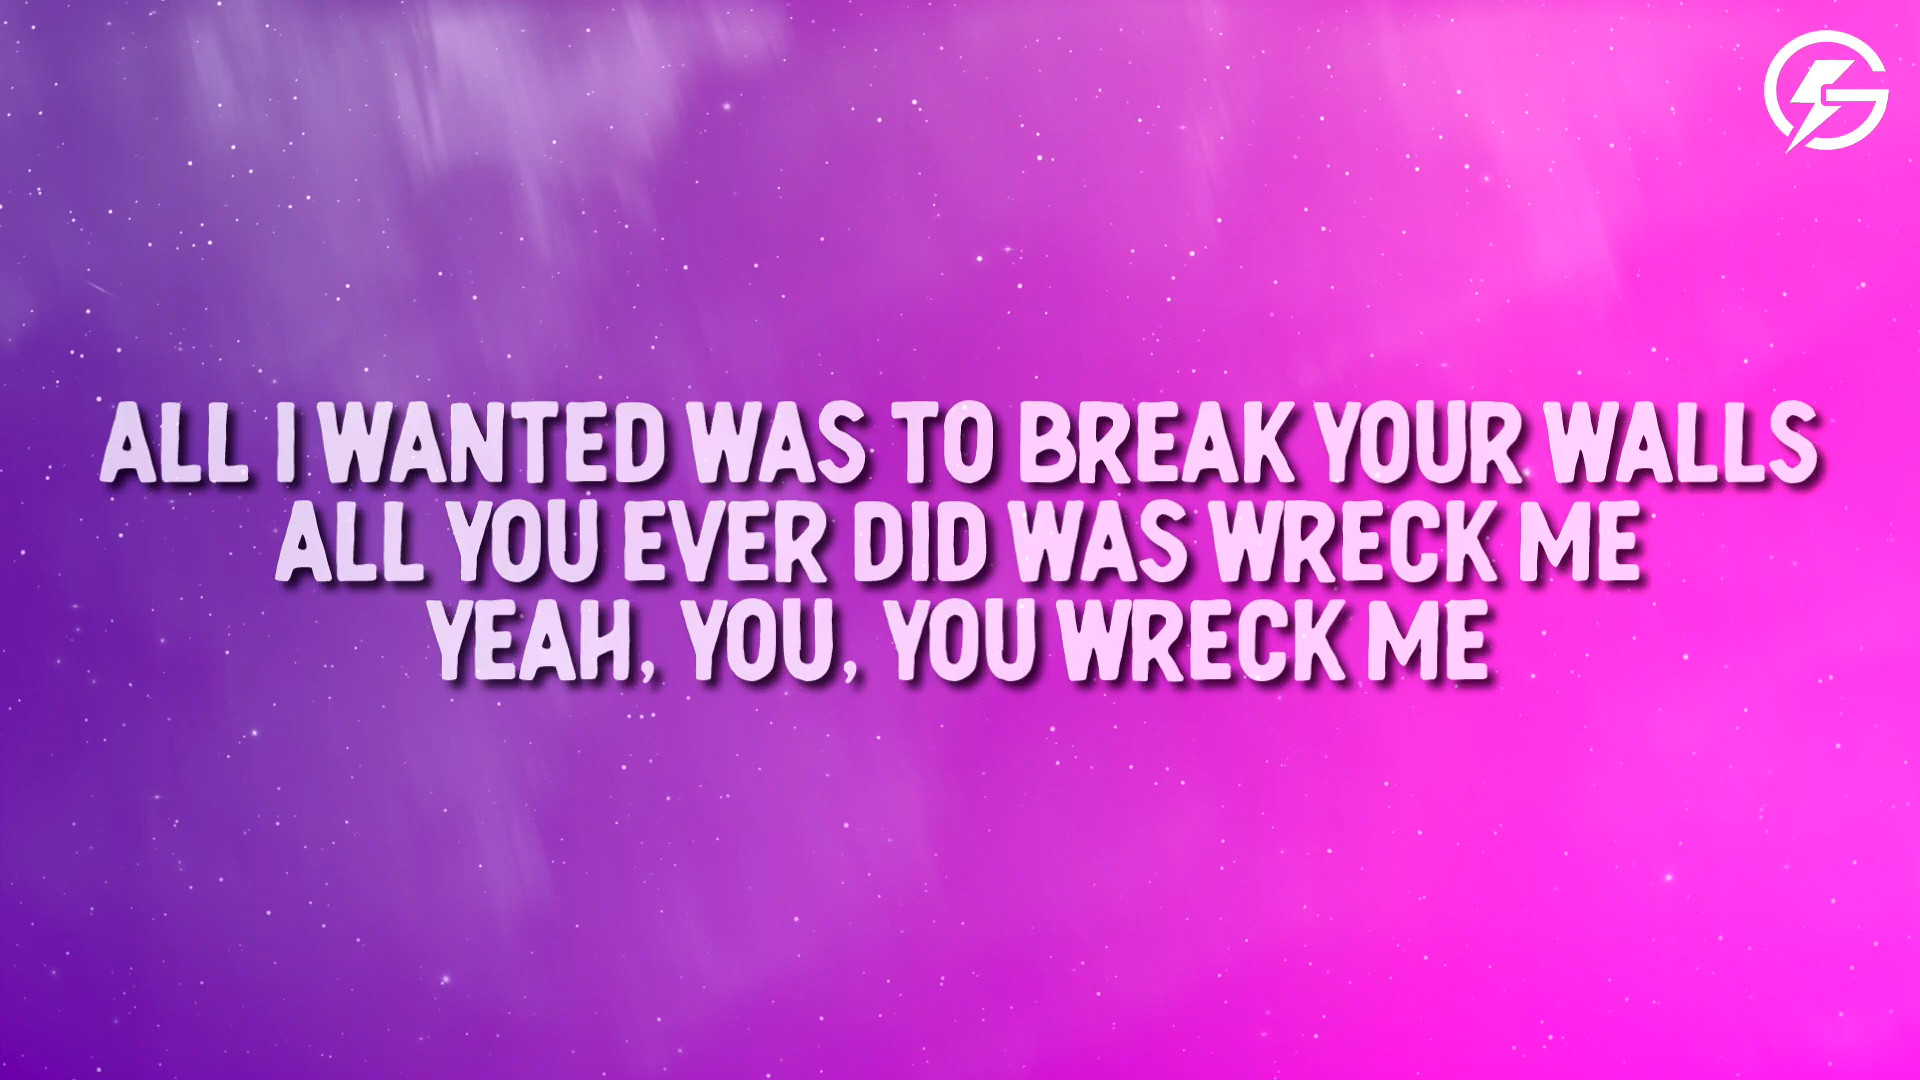 ALL I WANTED WAS TO BREAK YOUR WALLS
ALL YOU EVER DID WAS WRECK ME
YEAH, YOU, YOU WRECK ME